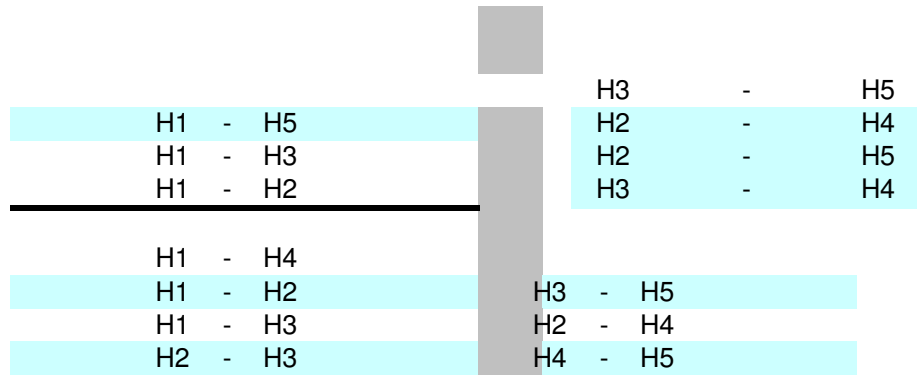 H3 - H5
H1 - H5 H2 - H4
H1 - H3 H2 - H5
H1 - H2 H3 - H4
H1 - H4
H1 - H2 H3 - H5
H1 - H3 H2 - H4
H2 - H3 H4 - H5